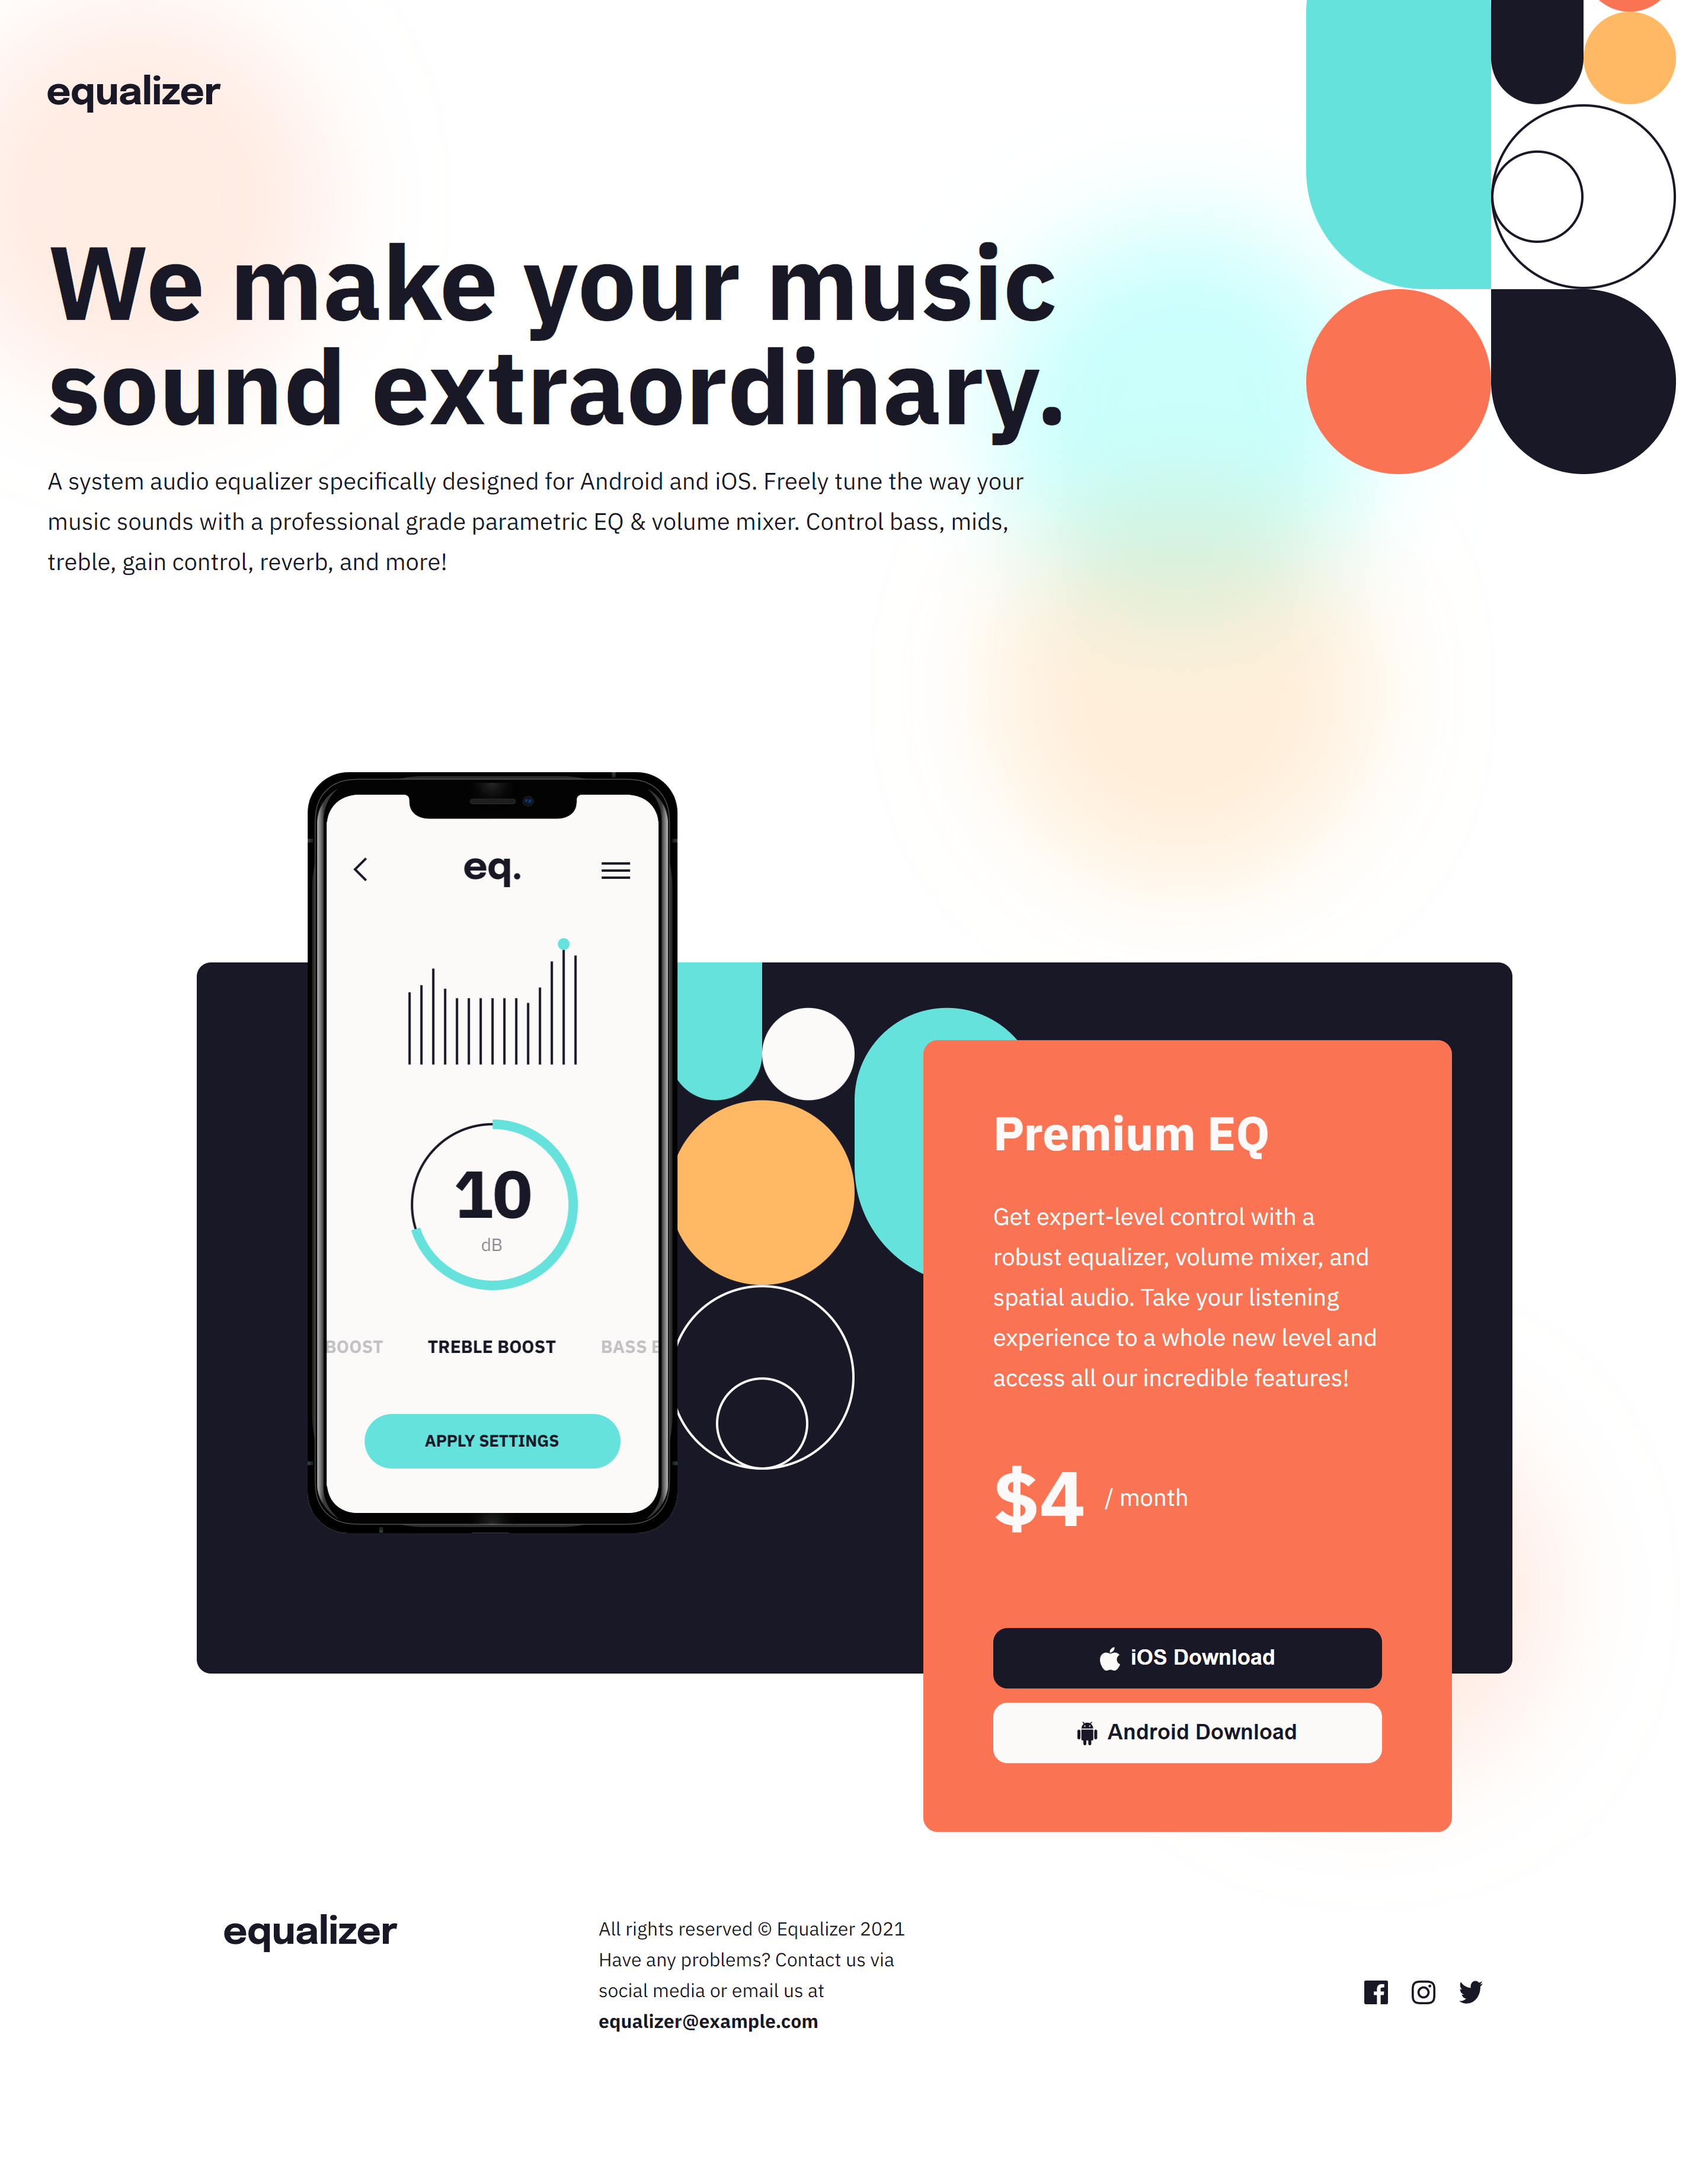 equalizer
We make your music
sound extraordinary.
A system audio equalizer specifically designed for Android and iOS. Freely tune the way your
music sounds with a professional grade parametric EQ & volume mixer. Control bass, mids,
treble, gain control, reverb, and more!
eq.
10
dB
BOOST TREBLE BOOST BASS B
APPLY SETTINGS
Premium EQ
Get expert-level control with a
robust equalizer, volume mixer, and
spatial audio. Take your listening
experience to a whole new level and
access all our incredible features!
$4 / month
iOS Download
Android Download
equalizer
All rights reserved © Equalizer 2021
Have any problems? Contact us via
social media or email us at
equalizer@example.com